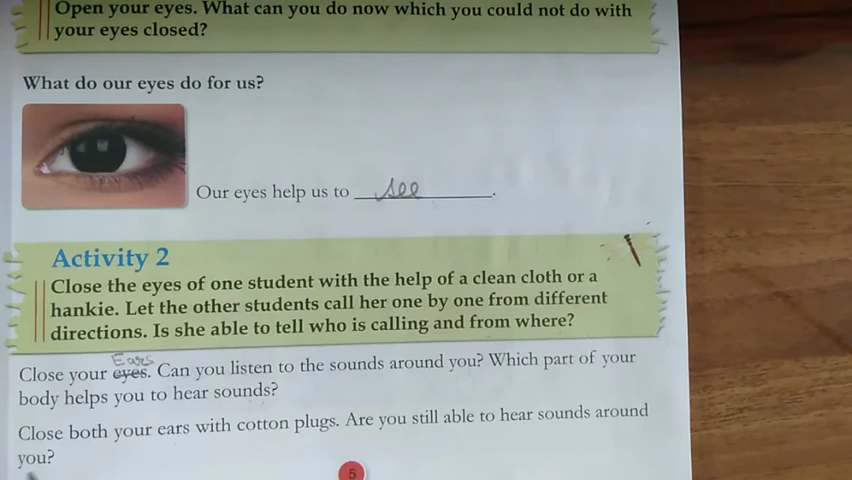 Open your eyes. What can you do now which you could not do with
your eyes closed?
What do our eyes do for us?
Our eyes help us to see.
Activity 2
Close the eyes of one student with the help of a clean cloth or a
hankie. Let the other students call her one by one from different
directions. Is she able to tell who is calling and from where?
Ears
Close your eyes. Can you listen to the sounds around you? Which part of your
body helps you to hear sounds?
Close both your ears with cotton plugs. Are you still able to hear sounds around
you?
5